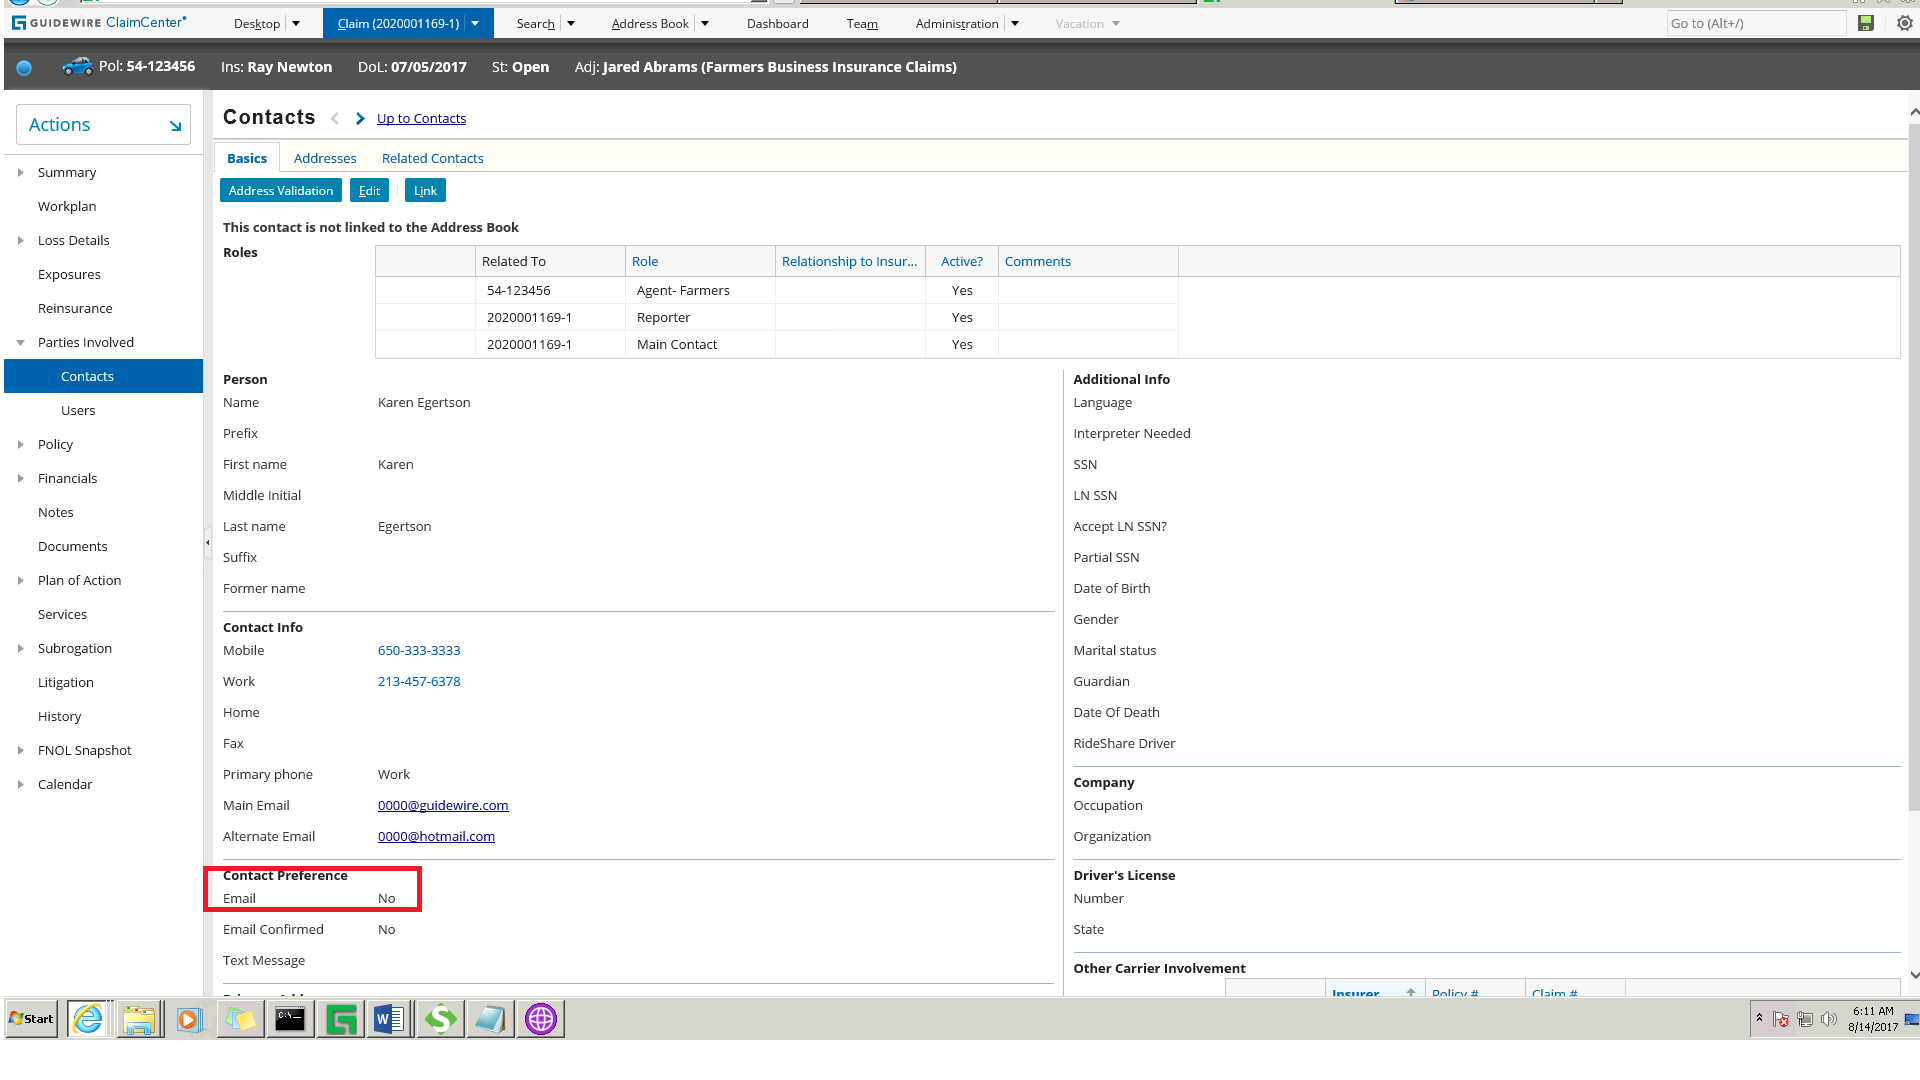 GUIDEWIRE ClaimCenter® Desktop Claim (2020001169-1) Search Address Book Dashboard Team Administration Vacation Go to (Alt+/)
Pol: 54-123456 Ins: Ray Newton DoL: 07/05/2017 St: Open Adj: Jared Abrams (Farmers Business Insurance Claims)
Actions
Summary
Workplan
Loss Details
Exposures
Reinsurance
Parties Involved
Contacts
Users
Policy
Financials
Notes
Documents
Plan of Action
Services
Subrogation
Litigation
History
FNOL Snapshot
Calendar
Contacts Up to Contacts
Basics Addresses Related Contacts
Address Validation Edit Link
This contact is not linked to the Address Book
Roles
Related To Role Relationship to Insur... Active? Comments
54-123456 Agent- Farmers Yes
2020001169-1 Reporter Yes
2020001169-1 Main Contact Yes
Person
Name Karen Egertson
Prefix
First name Karen
Middle Initial
Last name Egertson
Suffix
Former name
Contact Info
Mobile 650-333-3333
Work 213-457-6378
Home
Fax
Primary phone Work
Main Email 0000@guidewire.com
Alternate Email 0000@hotmail.com
Contact Preference
Email No
Email Confirmed No
Text Message
Additional Info
Language
Interpreter Needed
SSN
LN SSN
Accept LN SSN?
Partial SSN
Date of Birth
Gender
Marital status
Guardian
Date Of Death
RideShare Driver
Company
Occupation
Organization
Driver's License
Number
State
Other Carrier Involvement
Insurer Policy # Claim #
Start
C:\_
6:11 AM
8/14/2017